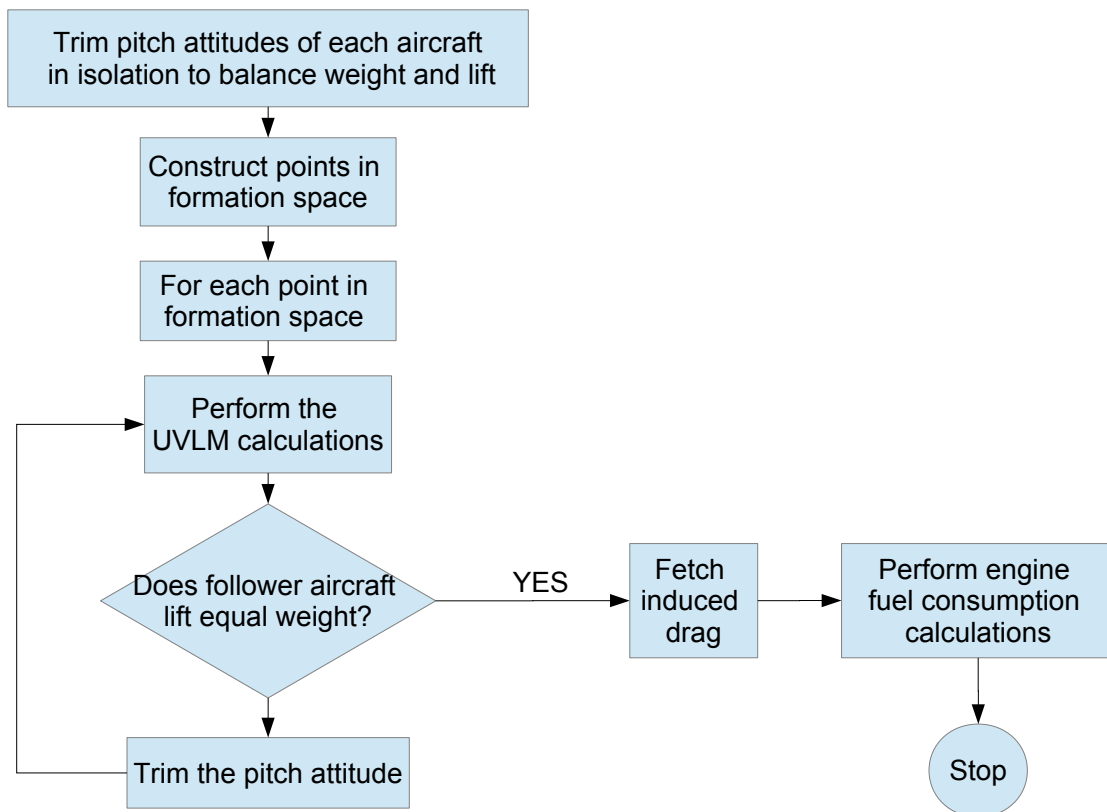 Trim pitch attitudes of each aircraft
in isolation to balance weight and lift
Construct points in
formation space
For each point in
formation space
Perform the
UVLM calculations
Does follower aircraft
lift equal weight?
YES
Fetch
induced
drag
Perform engine
fuel consumption
calculations
Trim the pitch attitude
Stop